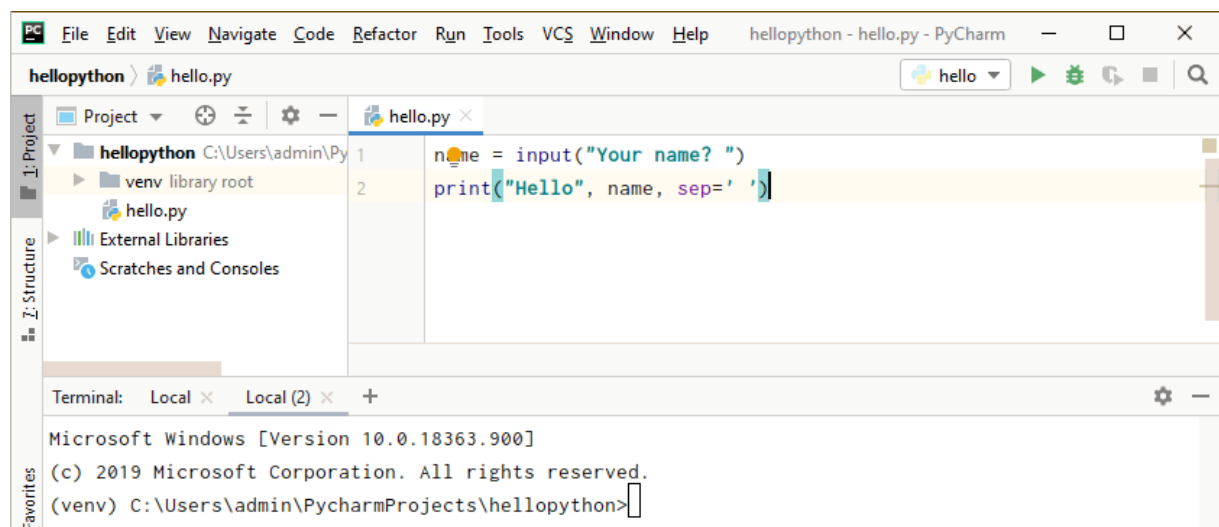 PC File Edit View Navigate Code Refactor Run Tools VCS Window Help hellopython - hello.py - PyCharm
hellopython hello.py hello
1: Project
Project
hello.py
hellopython C:\Users\admin\Py
venv library root
hello.py
External Libraries
Scratches and Consoles
1 name = input("Your name? ")
2 print("Hello", name, sep=' ')
7: Structure
Terminal: Local Local (2) +
Microsoft Windows [Version 10.0.18363.900]
(c) 2019 Microsoft Corporation. All rights reserved.
(venv) C:\Users\admin\PycharmProjects\hellopython>
Favorites